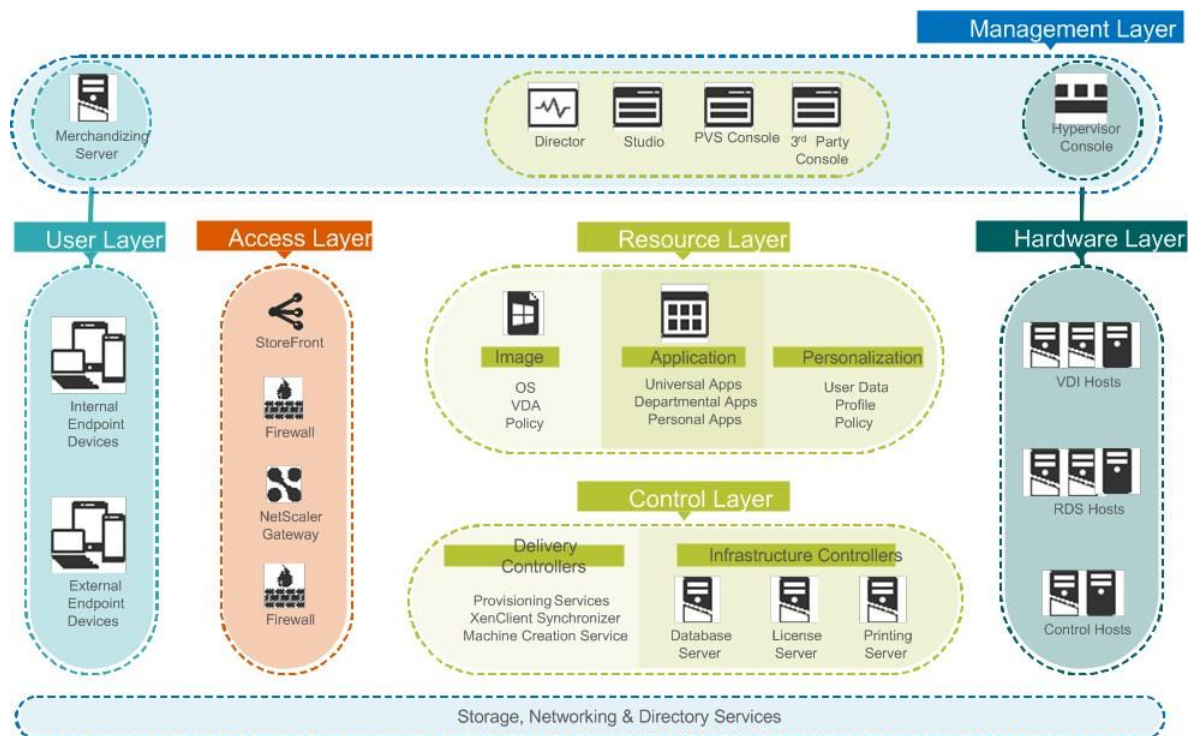 Management Layer
Merchandizing
Server
Director
Studio
PVS Console
3rd Party
Console
Hypervisor
Console
User Layer
Internal
Endpoint
Devices
External
Endpoint
Devices
Access Layer
StoreFront
Firewall
NetScaler
Gateway
Firewall
Resource Layer
Image
OS
VDA
Policy
Application
Universal Apps
Departmental Apps
Personal Apps
Personalization
User Data
Profile
Policy
Control Layer
Delivery
Controllers
Provisioning Services
XenClient Synchronizer
Machine Creation Service
Infrastructure Controllers
Database
Server
License
Server
Printing
Server
Hardware Layer
VDI Hosts
RDS Hosts
Control Hosts
Storage, Networking & Directory Services